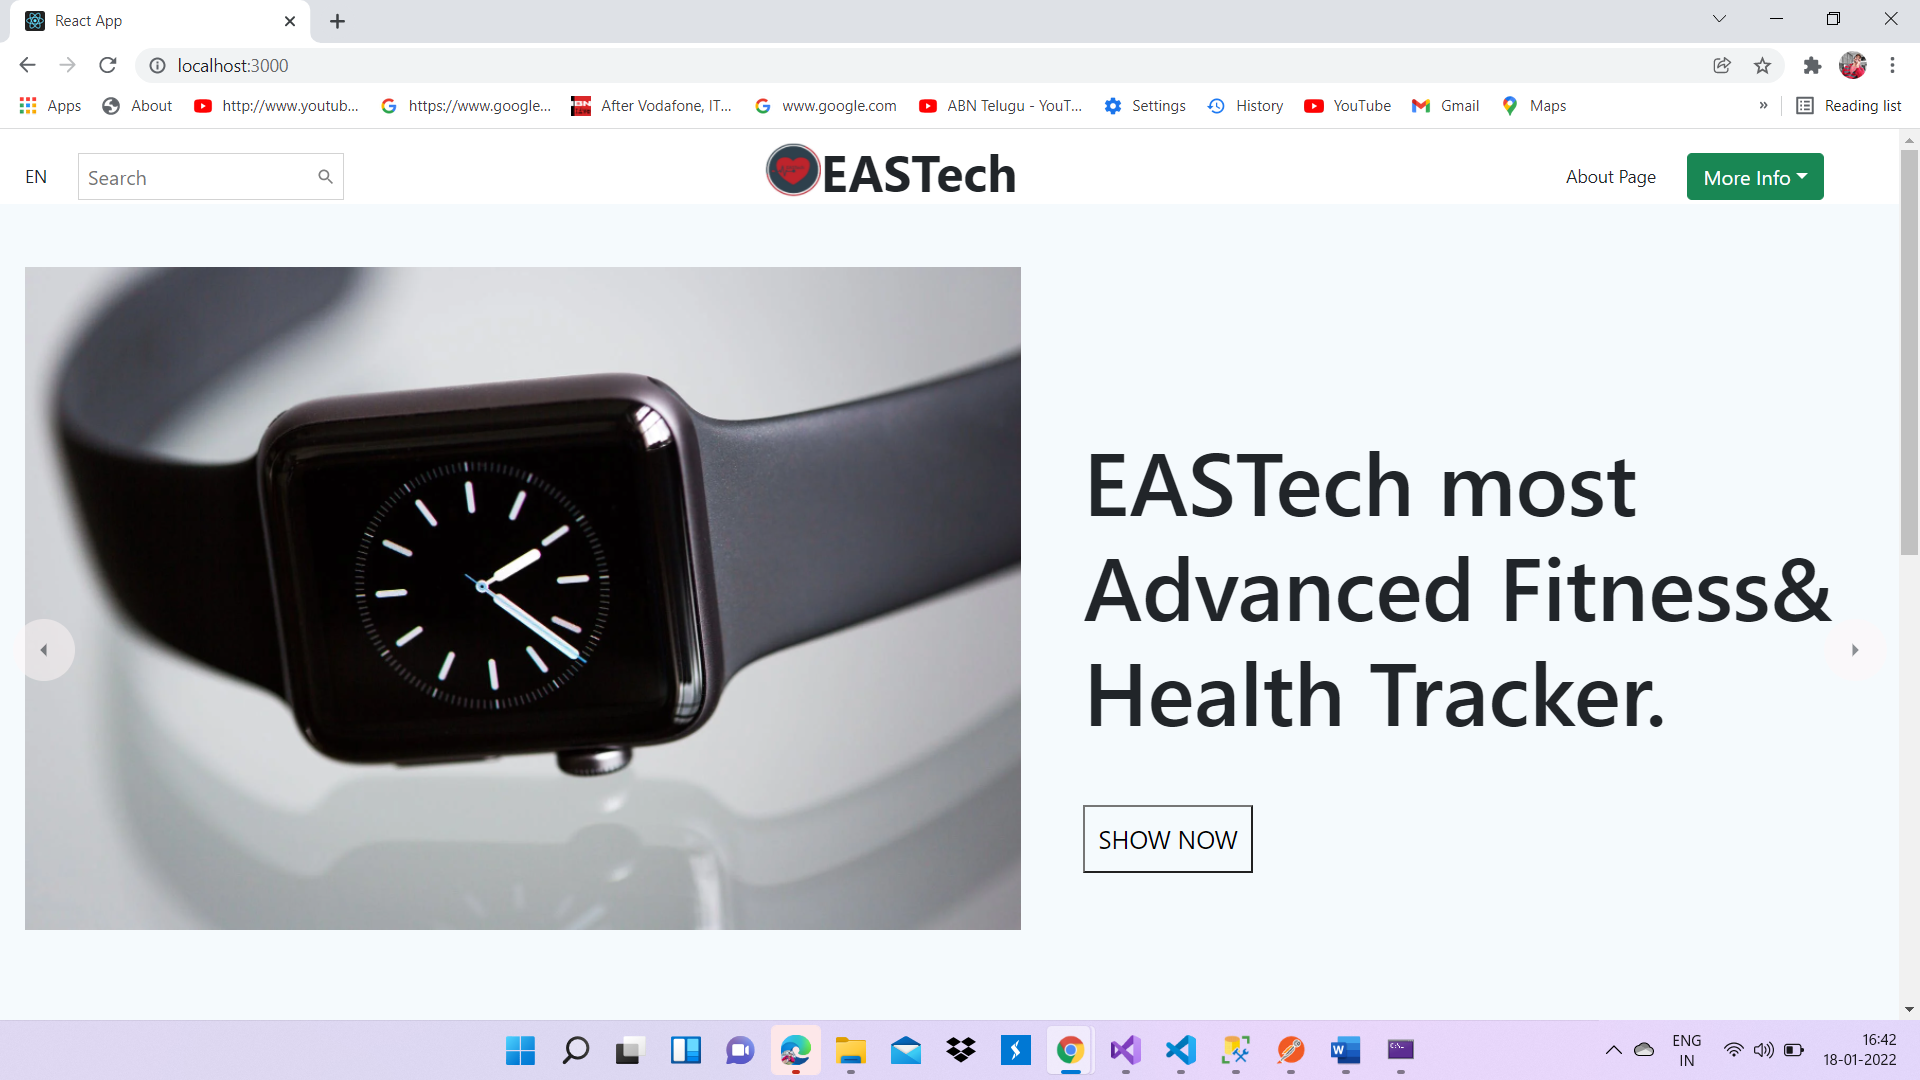 React App
localhost:3000
Apps About http://www.youtub... https://www.google... After Vodafone, IT... www.google.com ABN Telugu - YouT... Settings History YouTube Gmail Maps » Reading list
EN Search EASTech About Page More Info
EASTech most
Advanced Fitness&
Health Tracker.
SHOW NOW
ENG
IN
16:42
18-01-2022